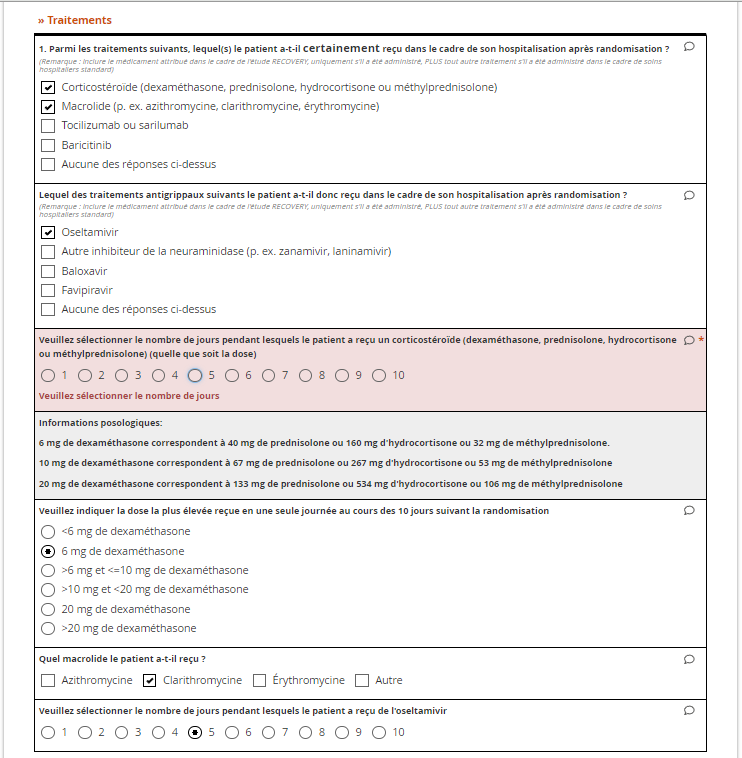 » Traitements
1. Parmi les traitements suivants, lequel(s) le patient a-t-il certainement reçu dans le cadre de son hospitalisation après randomisation ?
(Remarque : inclure le médicament attribué dans le cadre de l'étude RECOVERY, uniquement s'il a été administré, PLUS tout autre traitement s'il a été administré dans le cadre de soins
hospitaliers standard)
Corticostéroïde (dexaméthasone, prednisolone, hydrocortisone ou méthylprednisolone)
Macrolide (p. ex. azithromycine, clarithromycine, érythromycine)
Tocilizumab ou sarilumab
Baricitinib
Aucune des réponses ci-dessus
Lequel des traitements antigrippaux suivants le patient a-t-il donc reçu dans le cadre de son hospitalisation après randomisation ?
(Remarque : inclure le médicament attribué dans le cadre de l'étude RECOVERY, uniquement s'il a été administré, PLUS tout autre traitement s'il a été administré dans le cadre de soins
hospitaliers standard)
Oseltamivir
Autre inhibiteur de la neuraminidase (p. ex. zanamivir, laninamivir)
Baloxavir
Favipiravir
Aucune des réponses ci-dessus
Veuillez sélectionner le nombre de jours pendant lesquels le patient a reçu un corticostéroïde (dexaméthasone, prednisolone, hydrocortisone *
ou méthylprednisolone) (quelle que soit la dose)
1 2 3 4 5 6 7 8 9 10
Veuillez sélectionner le nombre de jours
Informations posologiques:
6 mg de dexaméthasone correspondent à 40 mg de prednisolone ou 160 mg d'hydrocortisone ou 32 mg de méthylprednisolone.
10 mg de dexaméthasone correspondent à 67 mg de prednisolone ou 267 mg d'hydrocortisone ou 53 mg de méthylprednisolone
20 mg de dexaméthasone correspondent à 133 mg de prednisolone ou 534 mg d'hydrocortisone ou 106 mg de méthylprednisolone
Veuillez indiquer la dose la plus élevée reçue en une seule journée au cours des 10 jours suivant la randomisation
<6 mg de dexaméthasone
6 mg de dexaméthasone
>6 mg et <=10 mg de dexaméthasone
>10 mg et <20 mg de dexaméthasone
20 mg de dexaméthasone
>20 mg de dexaméthasone
Quel macrolide le patient a-t-il reçu ?
Azithromycine Clarithromycine Érythromycine Autre
Veuillez sélectionner le nombre de jours pendant lesquels le patient a reçu de l'oseltamivir
1 2 3 4 5 6 7 8 9 10